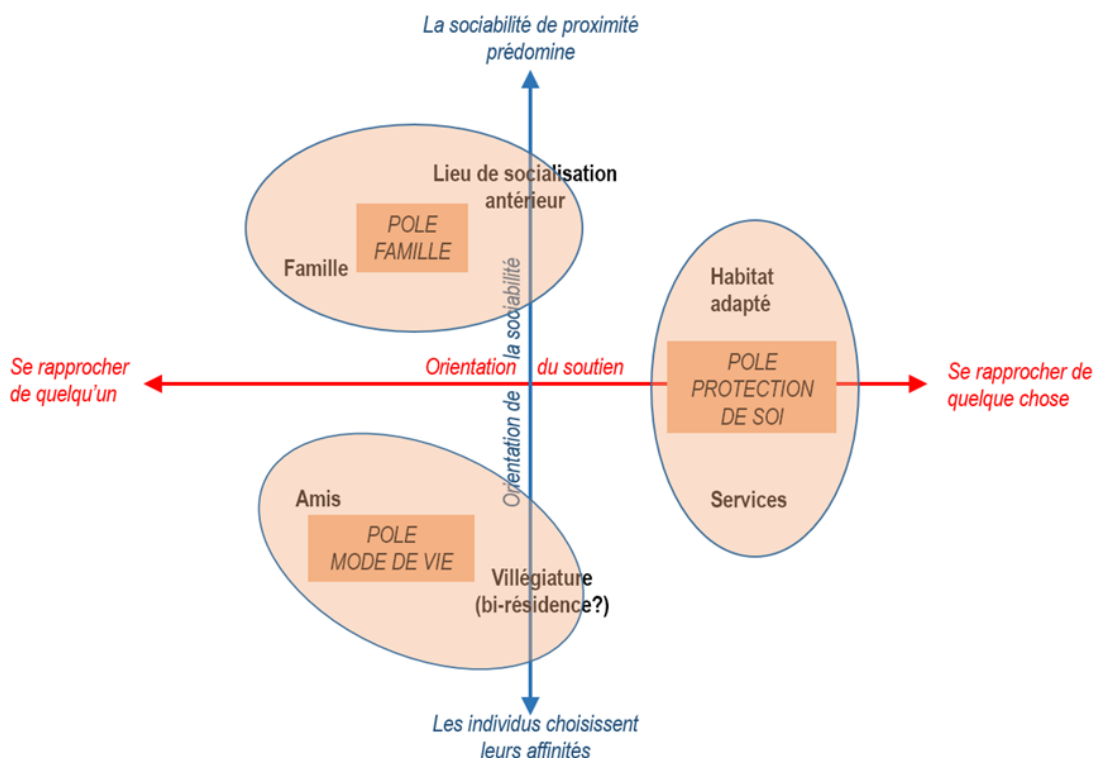 La sociabilité de proximité
prédomine
Lieu de socialisation
antérieur
POLE
FAMILLE
Famille
Habitat
adapté
Orientation de la sociabilité
Se rapprocher
de quelqu'un
Orientation du soutien
POLE
PROTECTION
DE SOI
Se rapprocher de
quelque chose
Amis
Services
POLE
MODE DE VIE
Villégiature
(bi-résidence?)
Les individus choisissent
leurs affinités